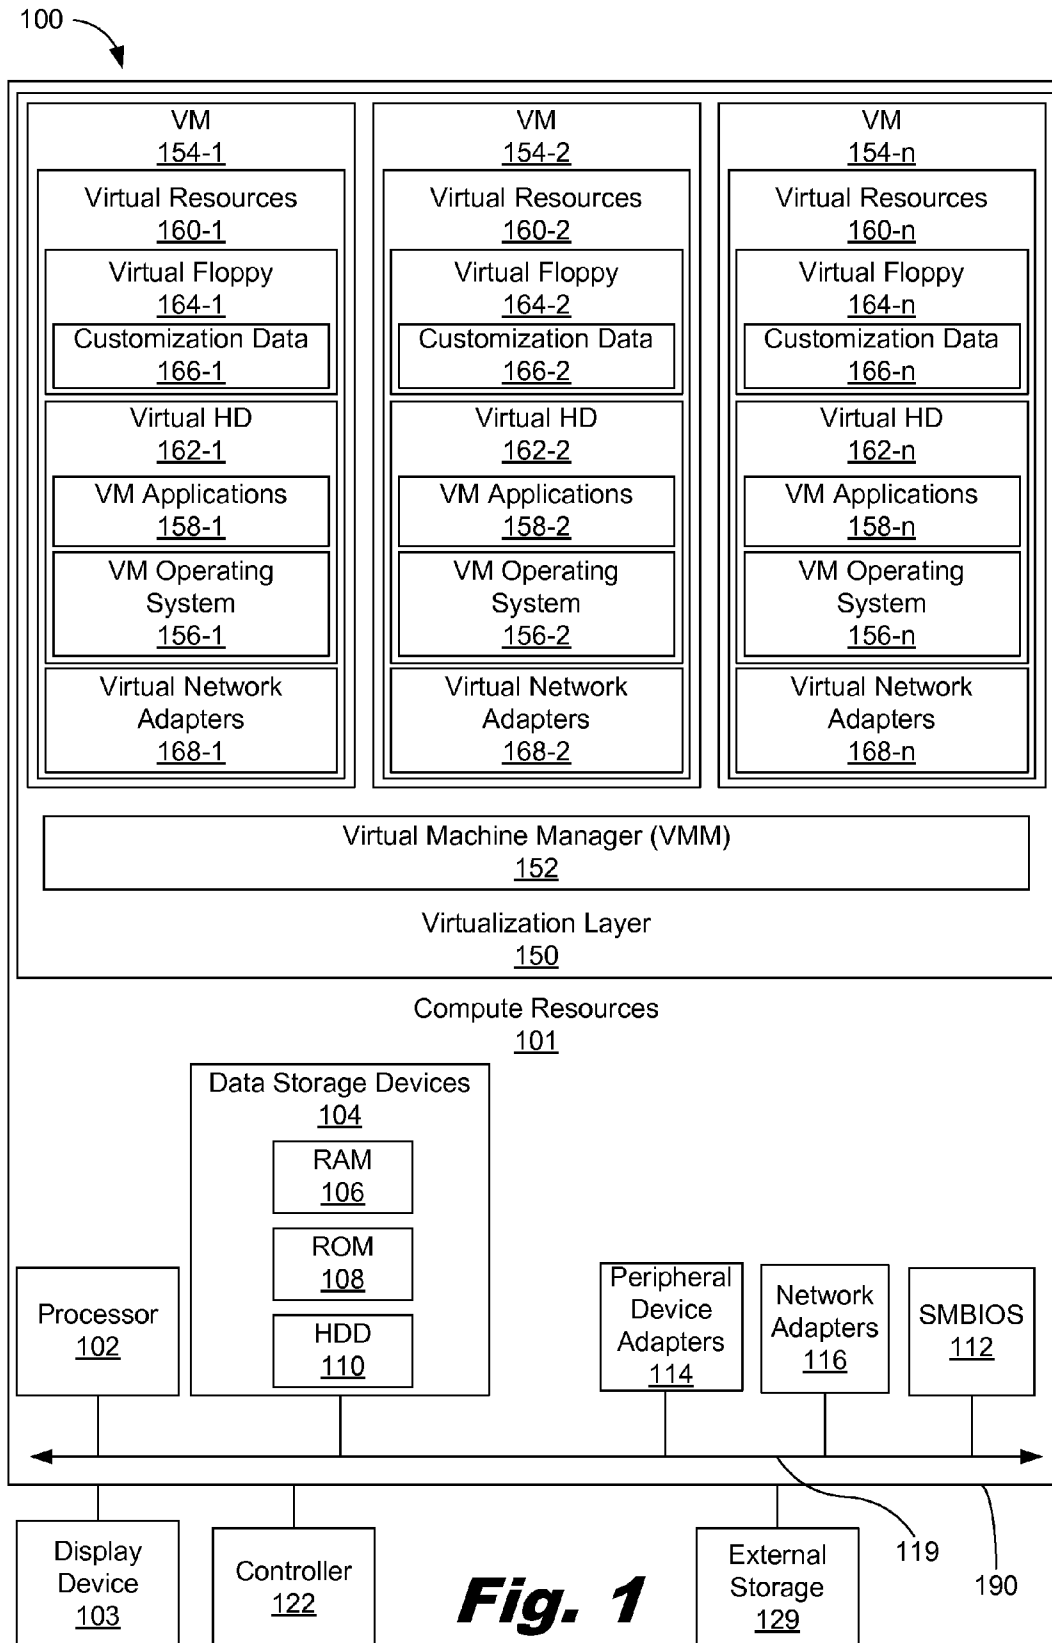 100
VM
154-1
Virtual Resources
160-1
Virtual Floppy
164-1
Customization Data
166-1
Virtual HD
162-1
VM Applications
158-1
VM Operating
System
156-1
Virtual Network
Adapters
168-1
VM
154-2
Virtual Resources
160-2
Virtual Floppy
164-2
Customization Data
166-2
Virtual HD
162-2
VM Applications
158-2
VM Operating
System
156-2
Virtual Network
Adapters
168-2
VM
154-n
Virtual Resources
160-n
Virtual Floppy
164-n
Customization Data
166-n
Virtual HD
162-n
VM Applications
158-n
VM Operating
System
156-n
Virtual Network
Adapters
168-n
Virtual Machine Manager (VMM)
152
Virtualization Layer
150
Compute Resources
101
Processor
102
Data Storage Devices
104
RAM
106
ROM
108
HDD
110
Peripheral
Device
Adapters
114
Network
Adapters
116
SMBIOS
112
119
190
Display
Device
103
Controller
122
External
Storage
129
Fig. 1